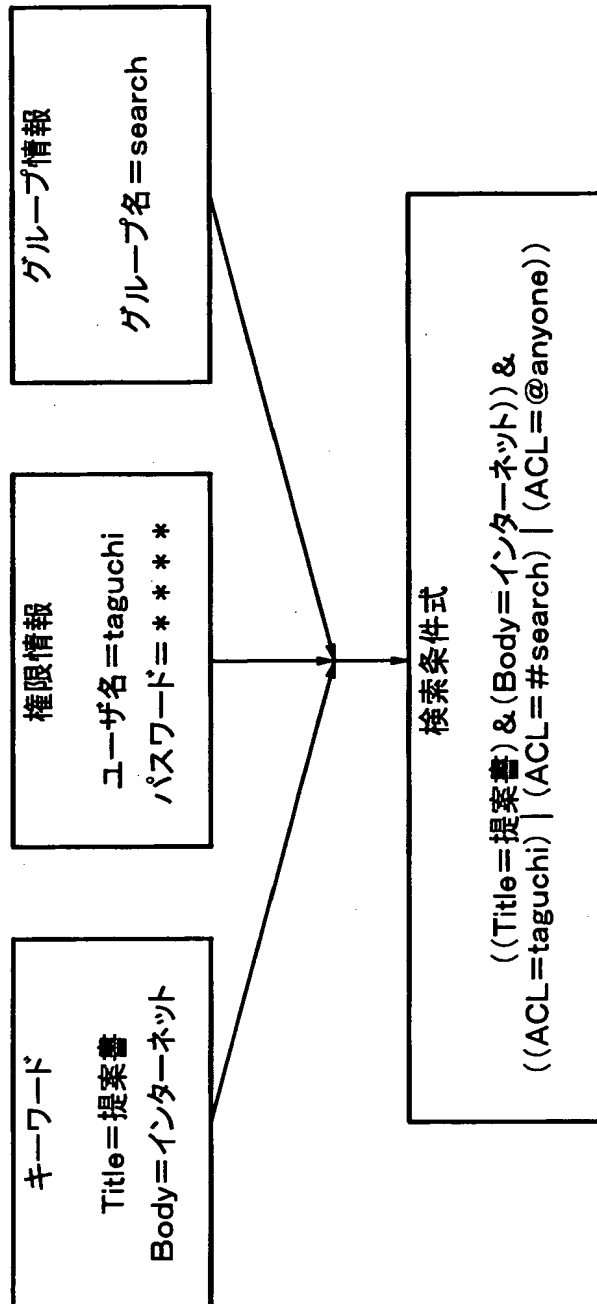 キーワード
Title=提案書
Body=インターネット
権限情報
ユーザ名=taguchi
パスワード=*****
グループ情報
グループ名=search
検索条件式
((Title=提案書)&(Body=インターネット))&
((ACL=taguchi)|(ACL=#search)|(ACL=@anyone))